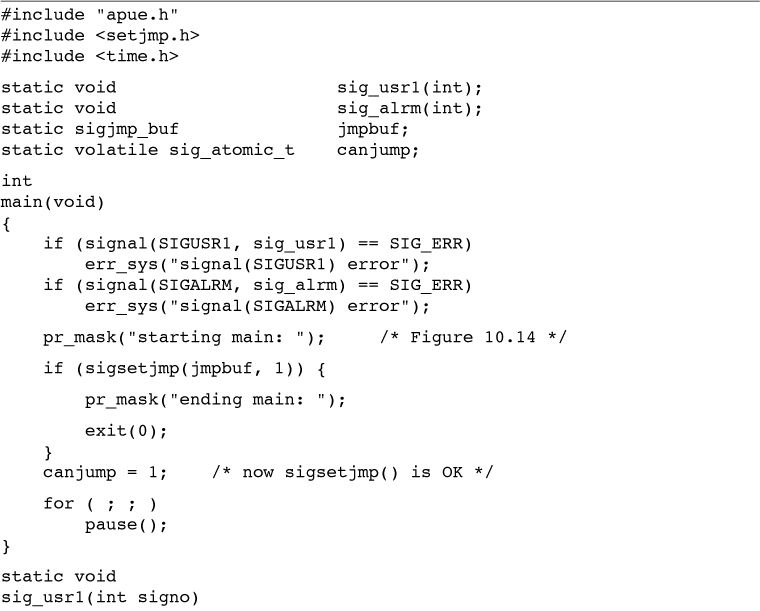 #include "apue.h"
#include <setjmp.h>
#include <time.h>
static void                     sig_usr1(int);
static void                     sig_alrm(int);
static sigjmp_buf               jmpbuf;
static volatile sig_atomic_t    canjump;
int
main(void)
{
    if (signal(SIGUSR1, sig_usr1) == SIG_ERR)
        err_sys("signal(SIGUSR1) error");
    if (signal(SIGALRM, sig_alrm) == SIG_ERR)
        err_sys("signal(SIGALRM) error");
    pr_mask("starting main: ");     /* Figure 10.14 */
    if (sigsetjmp(jmpbuf, 1)) {
        pr_mask("ending main: ");
        exit(0);
    }
    canjump = 1;    /* now sigsetjmp() is OK */
    for ( ; ; )
        pause();
}
static void
sig_usr1(int signo)